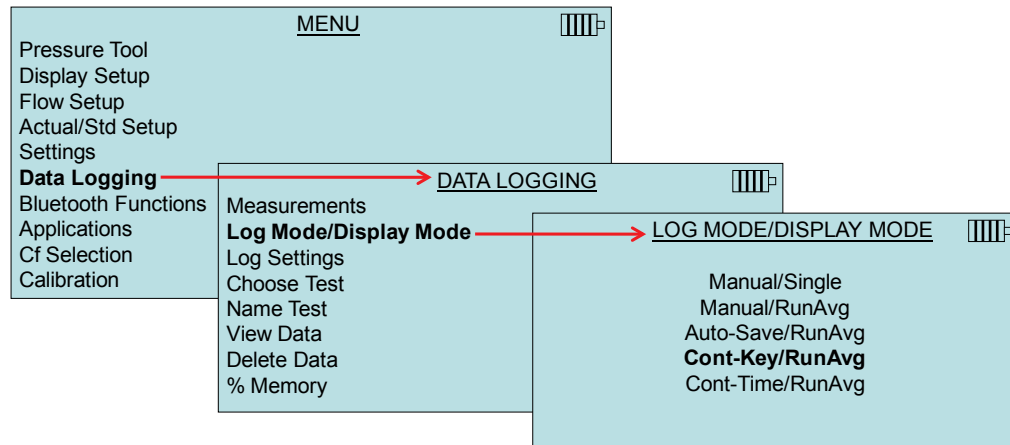 MENU
Pressure Tool
Display Setup
Flow Setup
Actual/Std Setup
Settings
Data Logging
Bluetooth Functions
Applications
Cf Selection
Calibration
DATA LOGGING
Measurements
Log Mode/Display Mode
Log Settings
Choose Test
Name Test
View Data
Delete Data
% Memory
LOG MODE/DISPLAY MODE
Manual/Single
Manual/RunAvg
Auto-Save/RunAvg
Cont-Key/RunAvg
Cont-Time/RunAvg